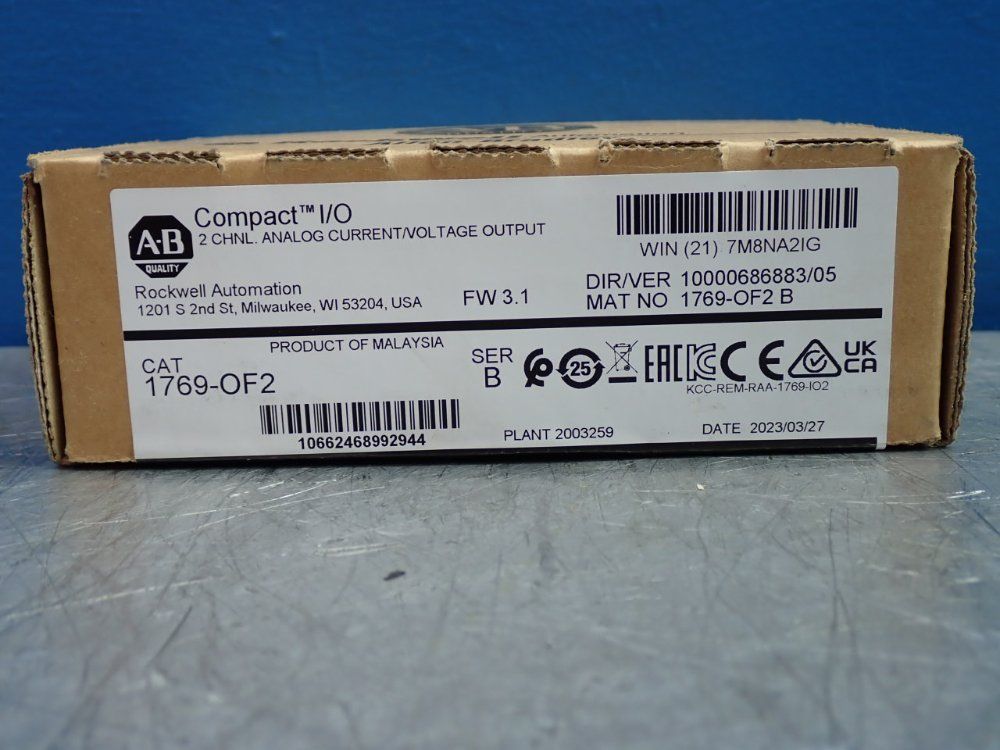 Compact™ I/O
2 CHNL. ANALOG CURRENT/VOLTAGE OUTPUT
A-B
QUALITY
Rockwell Automation
1201 S 2nd St, Milwaukee, WI 53204, USA
FW 3.1
WIN (21) 7M8NA2IG
DIR/VER 10000686883/05
MAT NO 1769-OF2 B
PRODUCT OF MALAYSIA
CAT
1769-OF2
SER
B
25
EAC
KC
CE
UK
CA
KCC-REM-RAA-1769-IO2
10662468992944
PLANT 2003259
DATE 2023/03/27